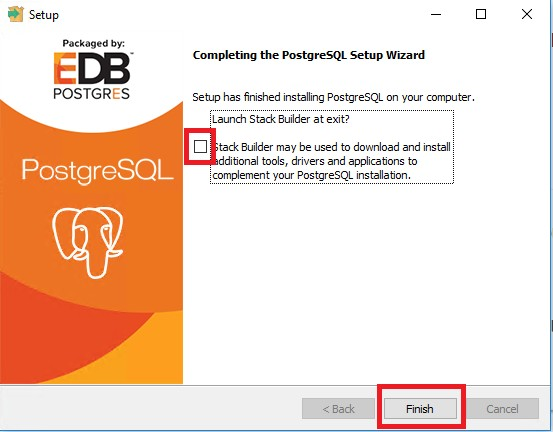 Setup
Packaged by:
EDB
POSTGRES
PostgreSQL
Completing the PostgreSQL Setup Wizard
Setup has finished installing PostgreSQL on your computer.
Launch Stack Builder at exit?
Stack Builder may be used to download and install
additional tools, drivers and applications to
complement your PostgreSQL installation.
< Back
Finish
Cancel